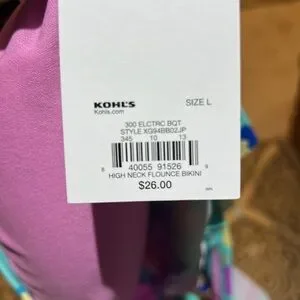 KOHL'S
Kohls.com
SIZE L
300 ELCTRC BQT
STYLE XG94BB02JP
345 10 13
8 40055 91526 9
HIGH NECK FLOUNCE BIKINI
$26.00